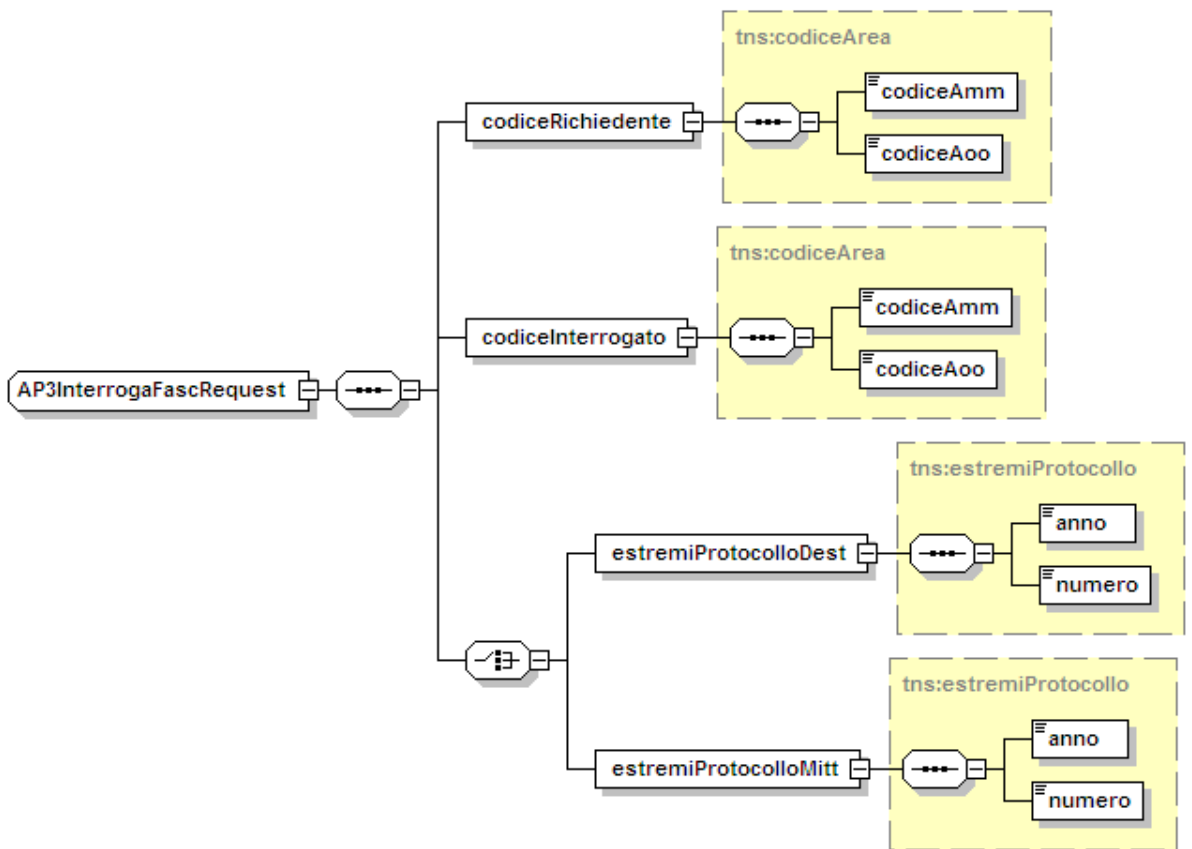 tns:codiceArea
codiceAmm
codiceRichiedente
codiceAoo
tns:codiceArea
codiceAmm
codiceInterrogato
codiceAoo
AP3InterrogaFascRequest
tns:estremiProtocollo
anno
estremiProtocolloDest
numero
tns:estremiProtocollo
anno
estremiProtocolloMitt
numero